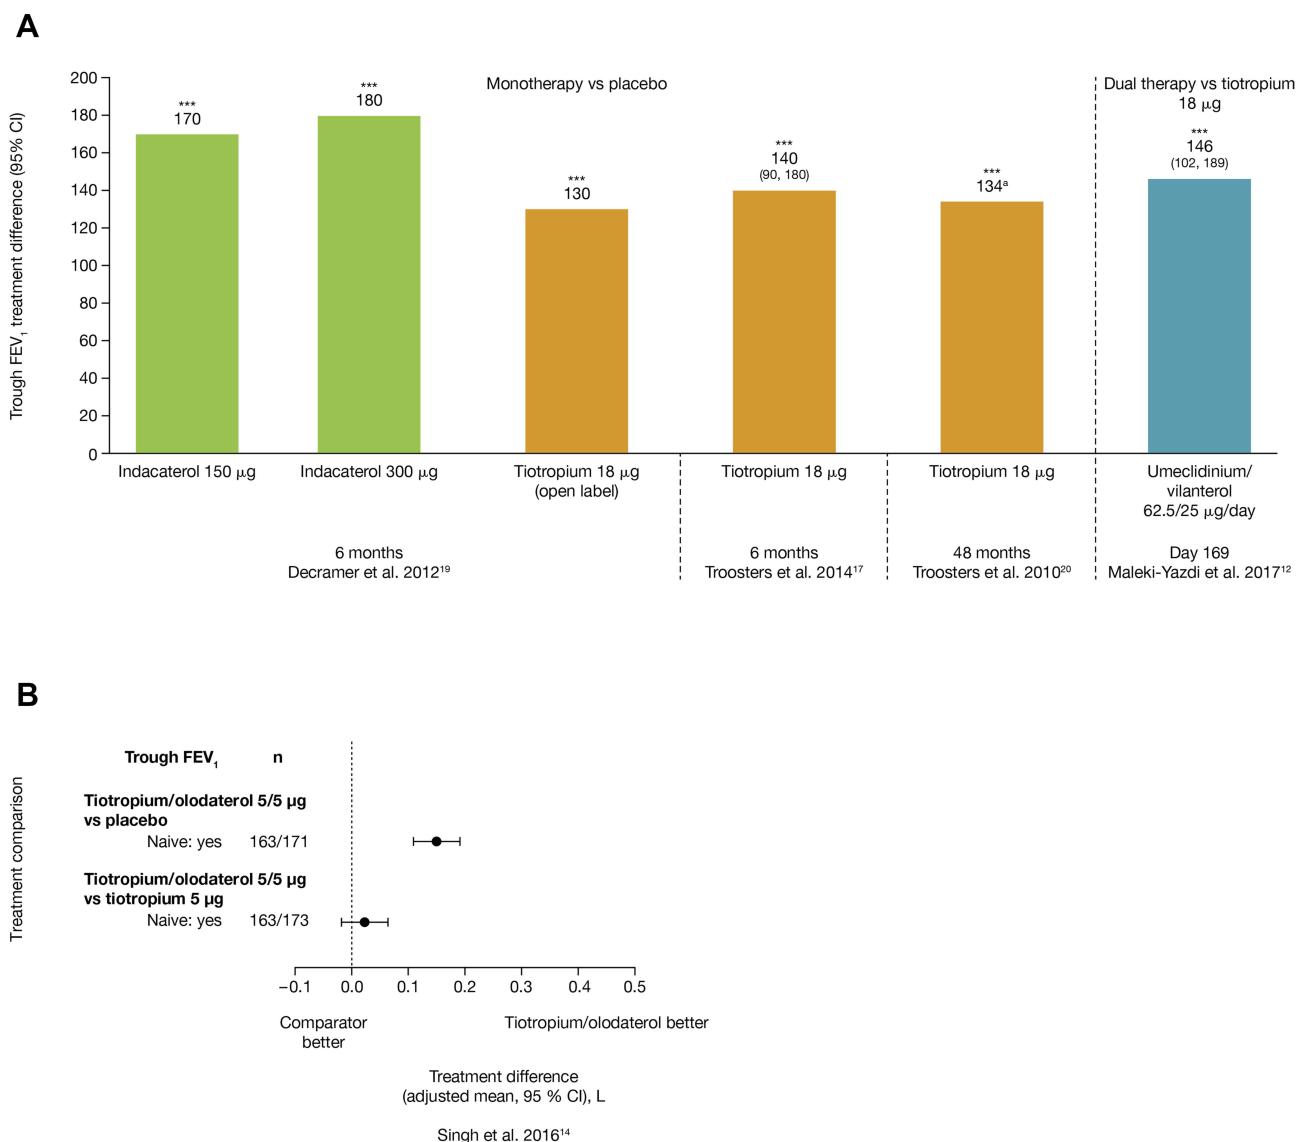 A
Trough FEV1 treatment difference (95% CI)
200
180
160
140
120
100
80
60
40
20
0
Monotherapy vs placebo
Dual therapy vs tiotropium
18 µg
***
170
***
180
***
130
***
140
(90, 180)
***
134a
***
146
(102, 189)
Indacaterol 150 µg
Indacaterol 300 µg
Tiotropium 18 µg
(open label)
Tiotropium 18 µg
Tiotropium 18 µg
Umeclidinium/
vilanterol
62.5/25 µg/day
6 months
Decramer et al. 201219
6 months
Troosters et al. 201417
48 months
Troosters et al. 201020
Day 169
Maleki-Yazdi et al. 201712
B
Treatment comparison
Trough FEV1 n
Tiotropium/olodaterol 5/5 µg
vs placebo
Naive: yes 163/171
Tiotropium/olodaterol 5/5 µg
vs tiotropium 5 µg
Naive: yes 163/173
−0.1 0.0 0.1 0.2 0.3 0.4 0.5
Comparator
better
Tiotropium/olodaterol better
Treatment difference
(adjusted mean, 95 % CI), L
Singh et al. 201614